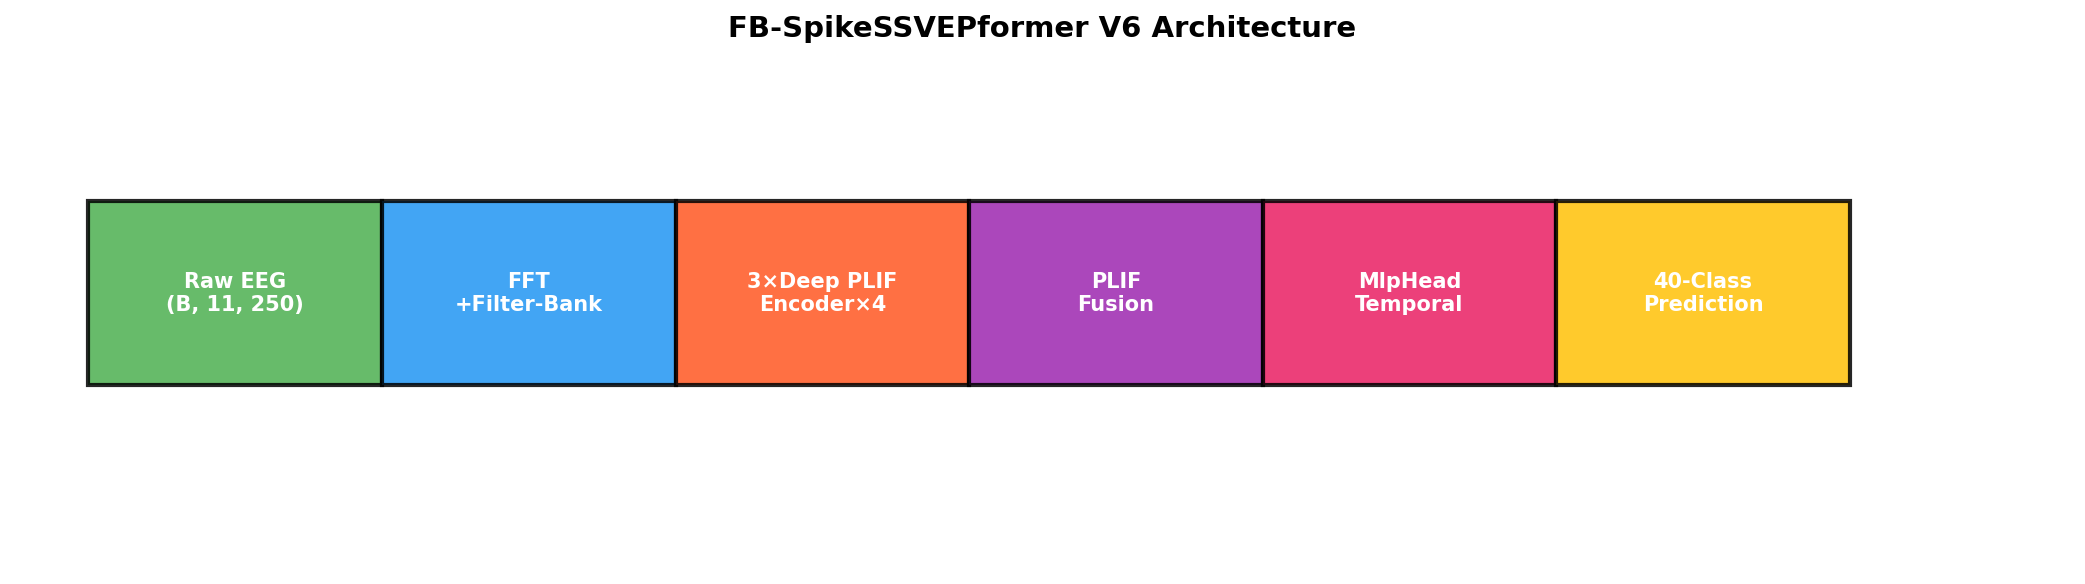 FB-SpikeSSVEPformer V6 Architecture
Raw EEG
(B, 11, 250)
FFT
+Filter-Bank
3×Deep PLIF
Encoder×4
PLIF
Fusion
MlpHead
Temporal
40-Class
Prediction